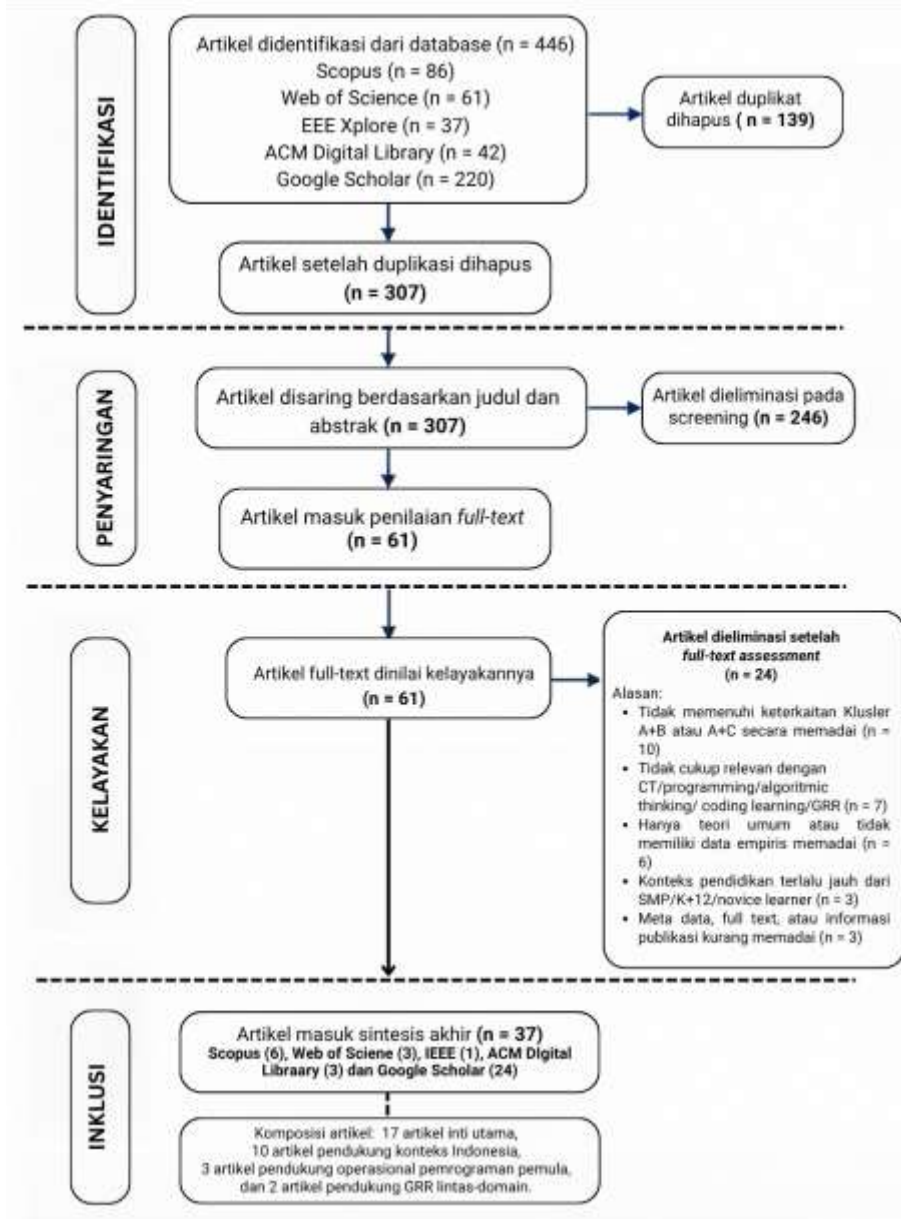 IDENTIFIKASI
Artikel didentifikasi dari database (n = 446)
Scopus (n = 86)
Web of Science (n = 61)
EEE Xplore (n = 37)
ACM Digital Library (n = 42)
Google Scholar (n = 220)
Artikel duplikat
dihapus ( n = 139)
Artikel setelah duplikasi dihapus
(n = 307)
PENYARINGAN
Artikel disaring berdasarkan judul dan
abstrak (n = 307)
Artikel dieliminasi pada
screening (n = 246)
Artikel masuk penilaian full-text
(n = 61)
KELAYAKAN
Artikel full-text dinilai kelayakannya
(n = 61)
Artikel dieliminasi setelah
full-text assessment
(n = 24)
Alasan:
• Tidak memenuhi keterkaitan Klusler
A+B atau A+C secara memadai (n =
10)
• Tidak cukup relevan dengan
CT/programming/algoritmic
thinking/ coding learning/GRR (n = 7)
• Hanya teori umum atau tidak
memiliki data empiris memadai (n =
6)
• Konteks pendidikan terlalu jauh dari
SMP/K+12/novice learner (n = 3)
• Meta data, full text, atau informasi
publikasi kurang memadai (n = 3)
INKLUSI
Artikel masuk sintesis akhir (n = 37)
Scopus (6), Web of Sciene (3), IEEE (1), ACM DIgital
Libraary (3) dan Google Scholar (24)
Komposisi artikel: 17 artikel inti utama,
10 artikel pendukung konteks Indonesia,
3 artikel pendukung operasional pemrograman pemula,
dan 2 artikel pendukung GRR lintas-domain.